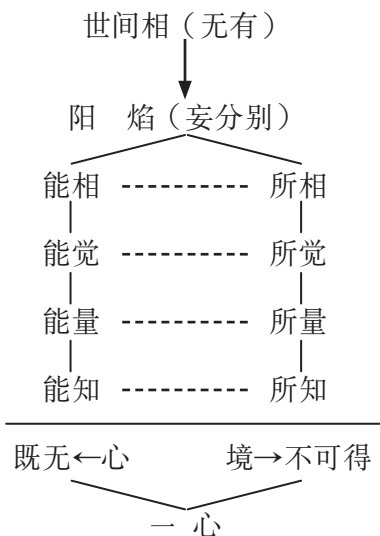 世间相（无有）
阳　焰（妄分别）
能相 所相
能觉 所觉
能量 所量
能知 所知
既无←心 境→不可得
一 心